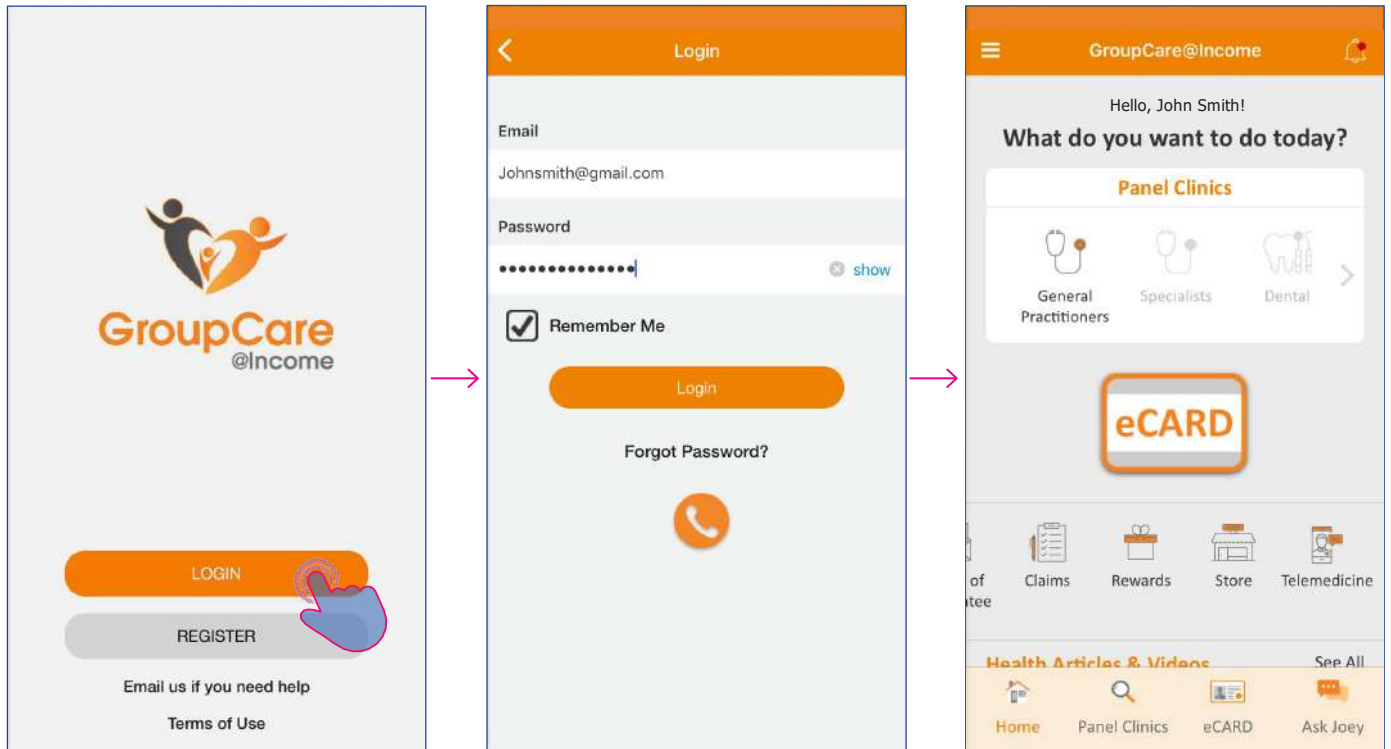 GroupCare
@Income
LOGIN
REGISTER
Email us if you need help
Terms of Use
Login
Email
Johnsmith@gmail.com
Password
show
Remember Me
Login
Forgot Password?
GroupCare@Income
Hello, John Smith!
What do you want to do today?
Panel Clinics
General
Practitioners
Specialists
Dental
eCARD
of
tee
Claims
Rewards
Store
Telemedicine
Health Articles & Videos
See All
Home
Panel Clinics
eCARD
Ask Joey